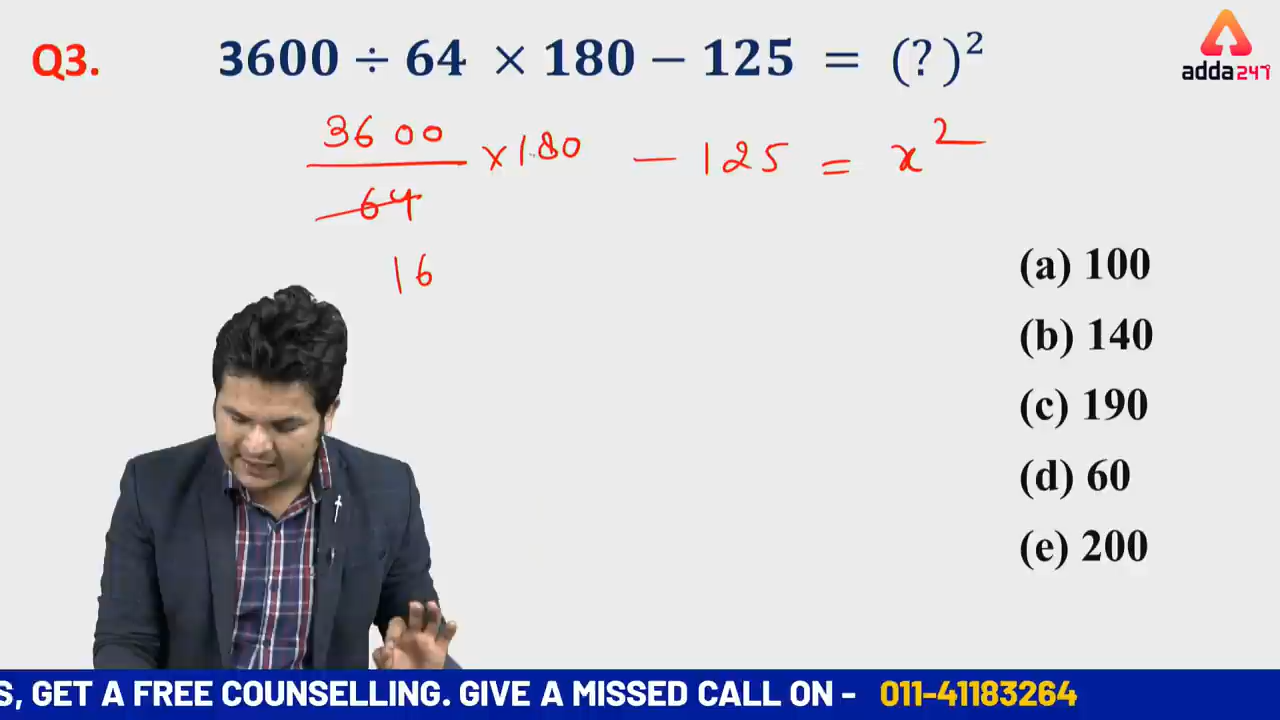 Q3. 3600 ÷ 64 × 180 − 125 = (?)²
adda247
3600 ×180 − 125 = x²
64
16
(a) 100
(b) 140
(c) 190
(d) 60
(e) 200
S, GET A FREE COUNSELLING. GIVE A MISSED CALL ON - 011-41183264